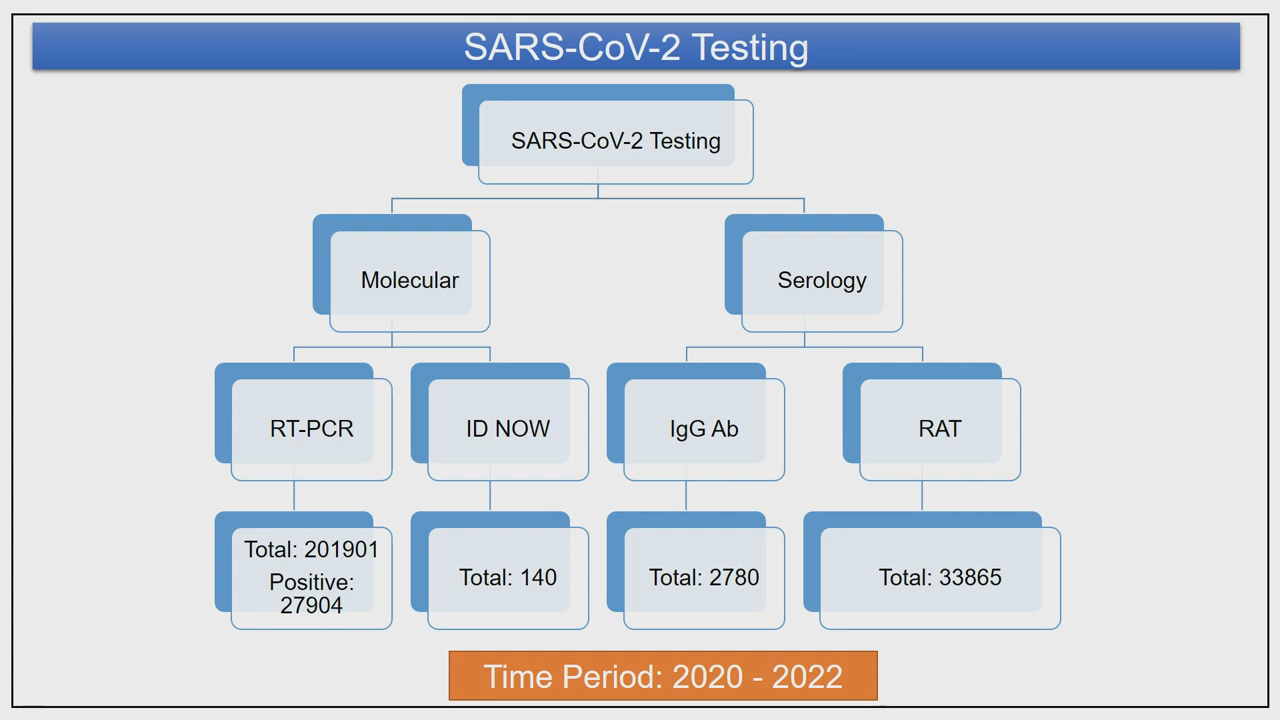 SARS-CoV-2 Testing
SARS-CoV-2 Testing
Molecular
Serology
RT-PCR
ID NOW
IgG Ab
RAT
Total: 201901
Positive:
27904
Total: 140
Total: 2780
Total: 33865
Time Period: 2020 - 2022